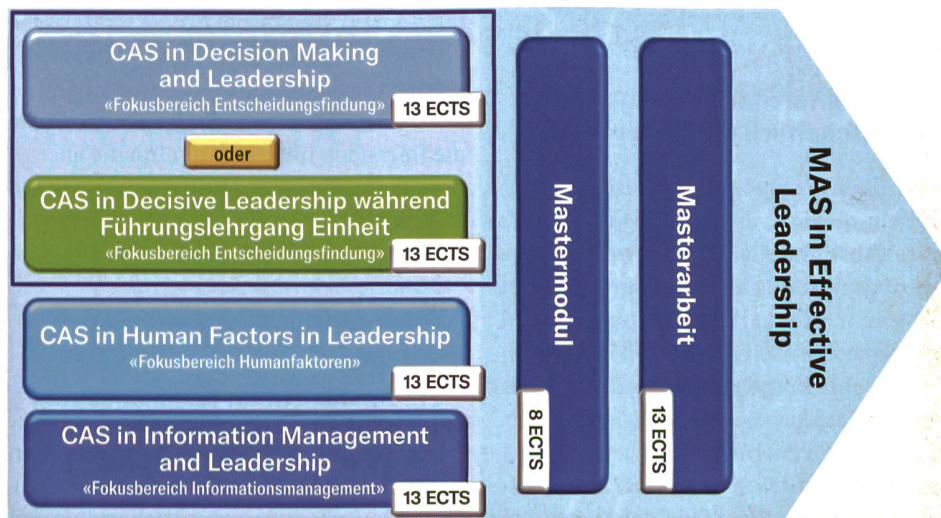 CAS in Decision Making
and Leadership
«Fokusbereich Entscheidungsfindung»
13 ECTS
oder
CAS in Decisive Leadership während
Führungslehrgang Einheit
«Fokusbereich Entscheidungsfindung»
13 ECTS
CAS in Human Factors in Leadership
«Fokusbereich Humanfaktoren»
13 ECTS
CAS in Information Management
and Leadership
«Fokusbereich Informationsmanagement»
13 ECTS
Mastermodul
8 ECTS
Masterarbeit
13 ECTS
MAS in Effective
Leadership